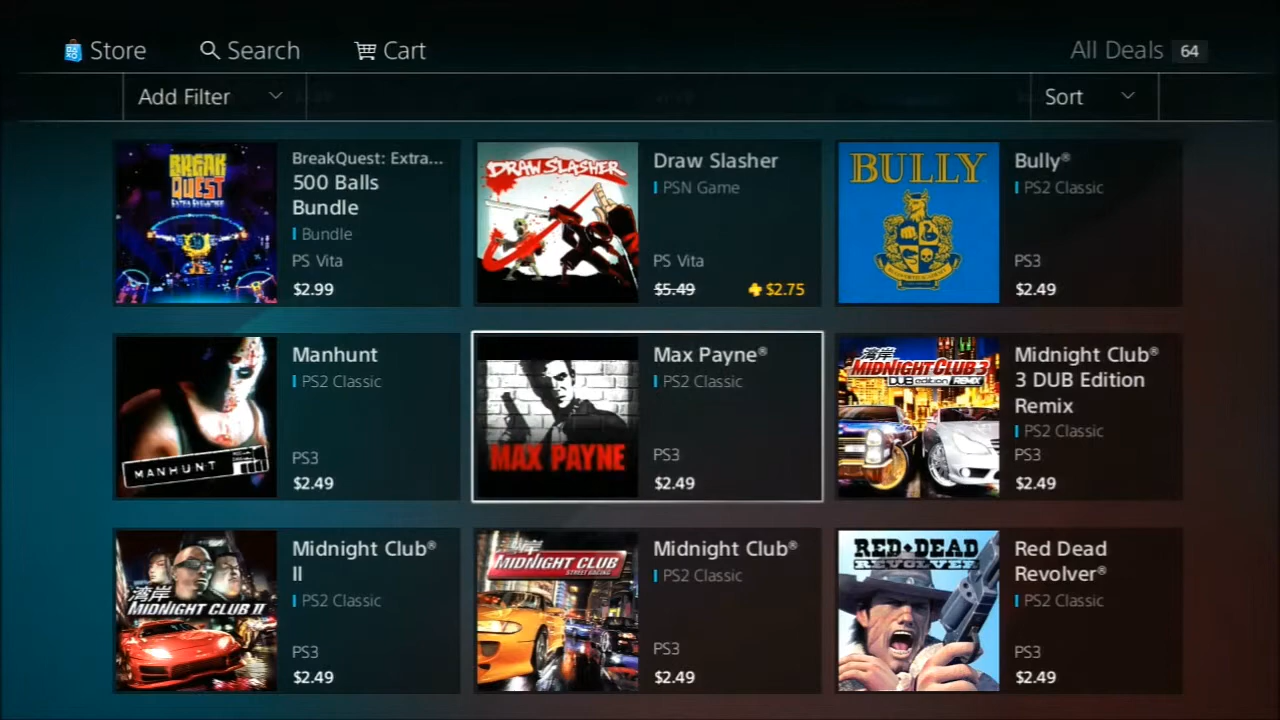 Store
Search
Cart
All Deals 64
Add Filter
Sort
BREAK
QUEST
EXTRA EVOLUTION
BreakQuest: Extra...
500 Balls
Bundle
Bundle
PS Vita
$2.99
DRAW SLASHER
Draw Slasher
PSN Game
PS Vita
$5.49 $2.75
BULLY
Bully®
PS2 Classic
PS3
$2.49
MANHUNT
Manhunt
PS2 Classic
PS3
$2.49
MAX PAYNE
Max Payne®
PS2 Classic
PS3
$2.49
湾岸
MIDNIGHT CLUB 3
DUB edition REMIX
Midnight Club®
3 DUB Edition
Remix
PS2 Classic
PS3
$2.49
湾岸
MIDNIGHT CLUB II
Midnight Club®
II
PS2 Classic
PS3
$2.49
湾岸
MIDNIGHT CLUB
STREET RACING
Midnight Club®
PS2 Classic
PS3
$2.49
RED DEAD
REVOLVER
Red Dead
Revolver®
PS2 Classic
PS3
$2.49